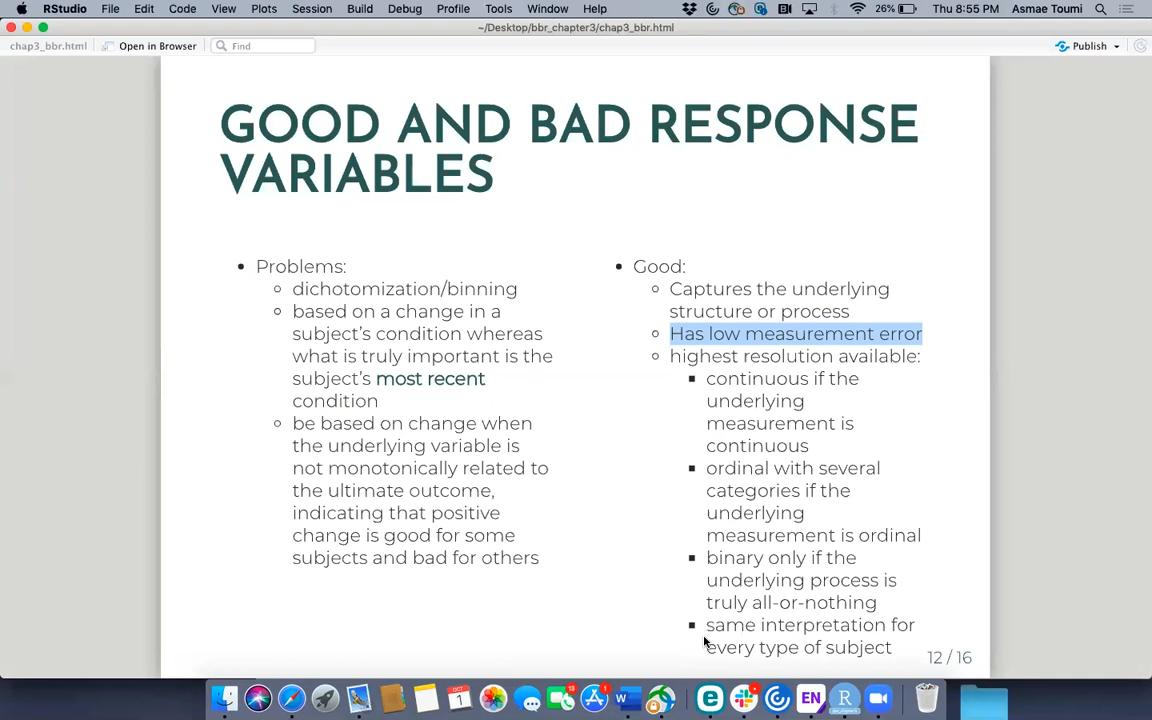 RStudio File Edit Code View Plots Session Build Debug Profile Tools Window Help 26% Thu 8:55 PM Asmae Toumi
~/Desktop/bbr_chapter3/chap3_bbr.html
chap3_bbr.html Open in Browser Find Publish
GOOD AND BAD RESPONSE
VARIABLES
• Problems:
dichotomization/binning
based on a change in a
subject's condition whereas
what is truly important is the
subject's most recent
condition
be based on change when
the underlying variable is
not monotonically related to
the ultimate outcome,
indicating that positive
change is good for some
subjects and bad for others
• Good:
Captures the underlying
structure or process
Has low measurement error
highest resolution available:
continuous if the
underlying
measurement is
continuous
ordinal with several
categories if the
underlying
measurement is ordinal
binary only if the
underlying process is
truly all-or-nothing
same interpretation for
every type of subject
12 / 16
OCT
1
W
EN
R